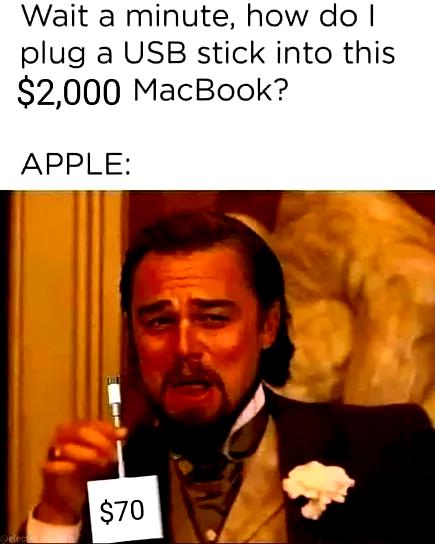 Wait a minute, how do I
plug a USB stick into this
$2,000 MacBook?
APPLE:
$70